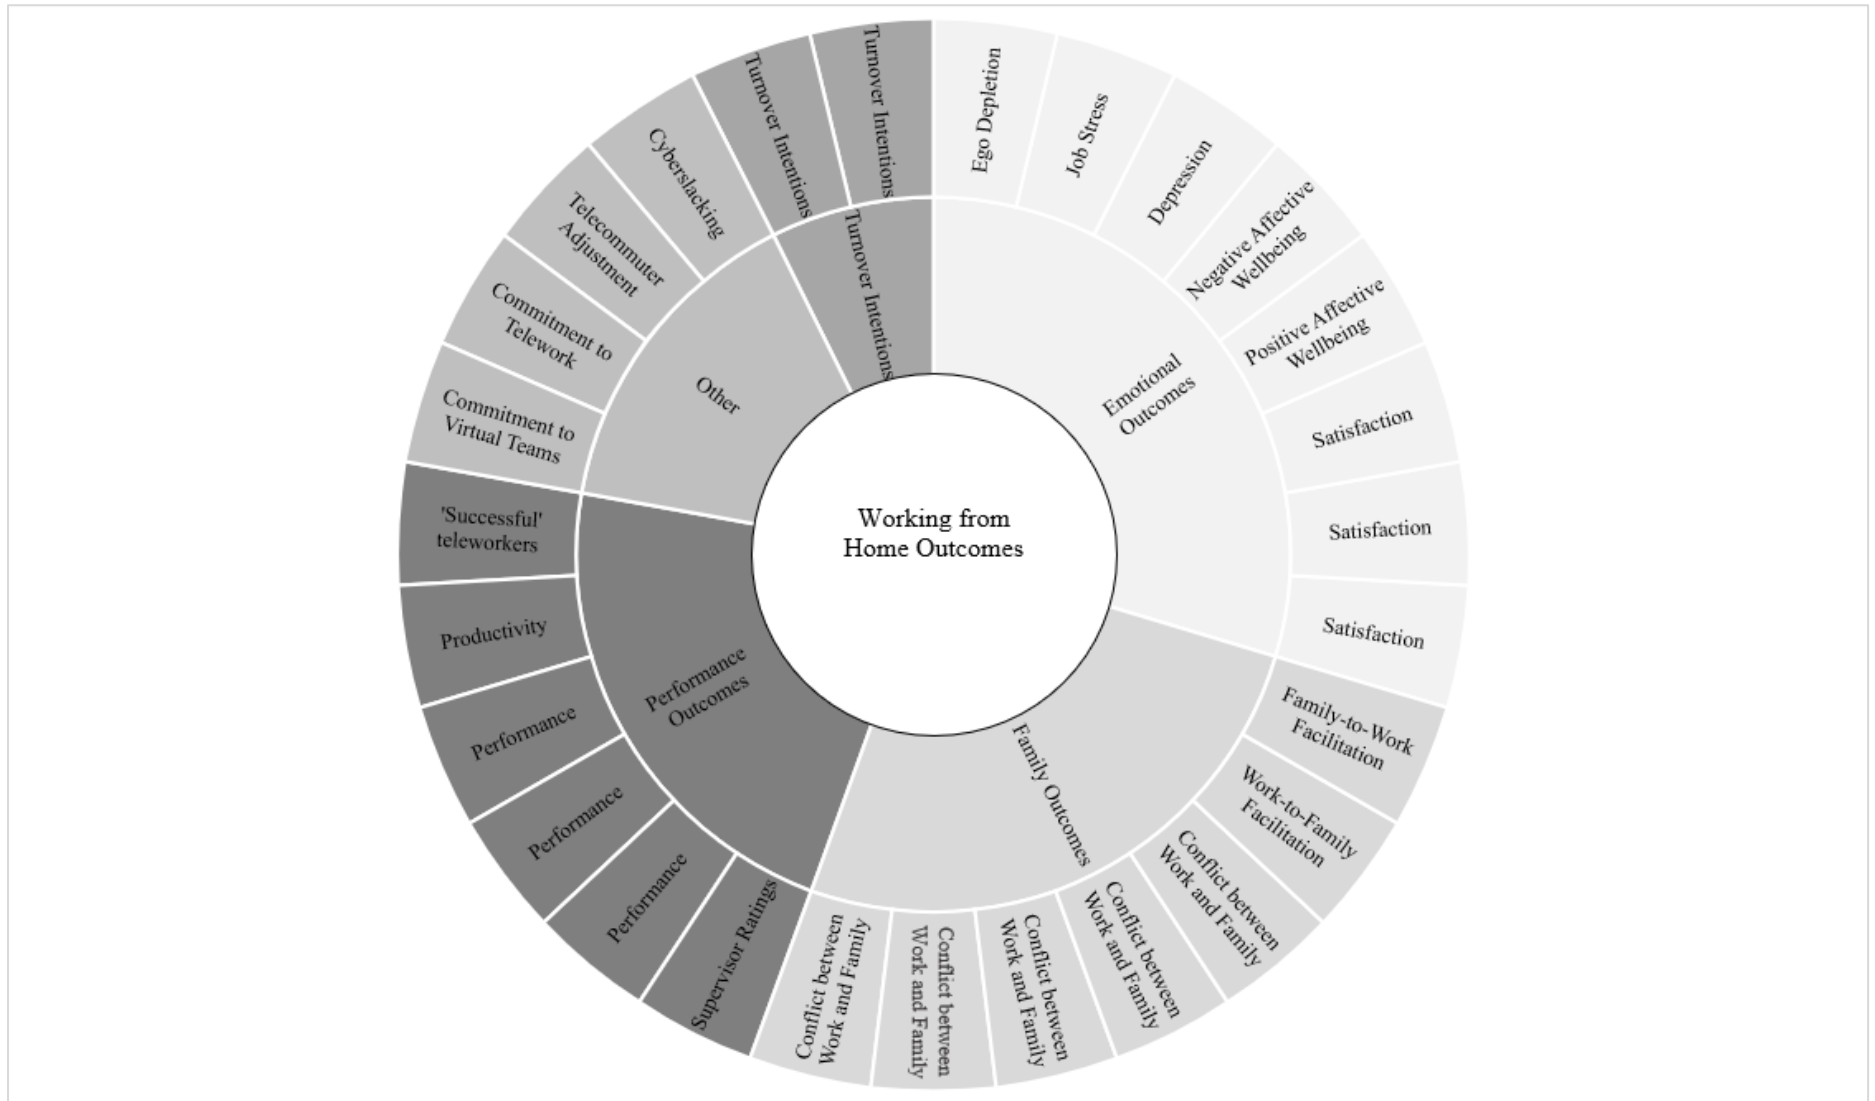 Working from
Home Outcomes
Emotional
Outcomes
Ego Depletion
Job Stress
Depression
Negative Affective
Wellbeing
Positive Affective
Wellbeing
Satisfaction
Satisfaction
Satisfaction
Family Outcomes
Family-to-Work
Facilitation
Work-to-Family
Facilitation
Conflict between
Work and Family
Conflict between
Work and Family
Conflict between
Work and Family
Conflict between
Work and Family
Conflict between
Work and Family
Performance
Outcomes
Supervisor Ratings
Performance
Performance
Performance
Productivity
'Successful'
teleworkers
Other
Commitment to
Virtual Teams
Commitment to
Telework
Telecommuter
Adjustment
Cyberslacking
Turnover Intentions
Turnover Intentions
Turnover Intentions